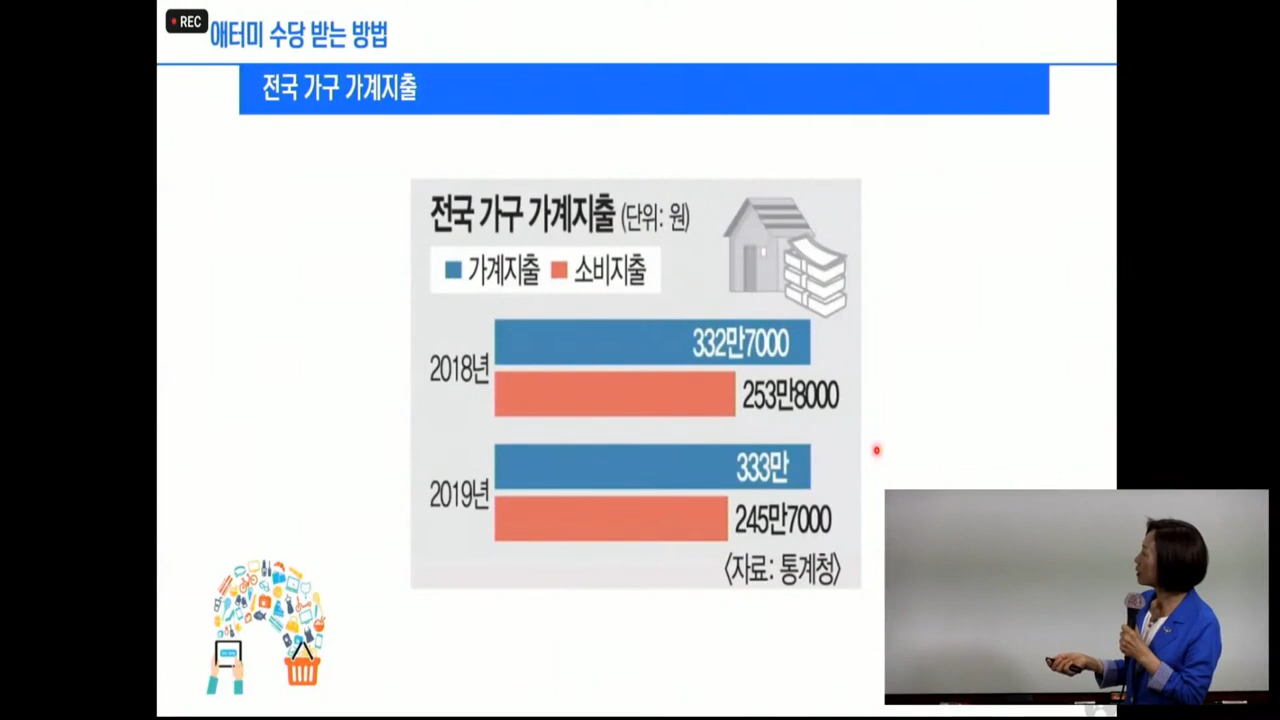 REC
애터미 수당 받는 방법
전국 가구 가계지출
전국 가구 가계지출 (단위: 원)
가계지출 소비지출
2018년
332만7000
253만8000
2019년
333만
245만7000
〈자료: 통계청〉